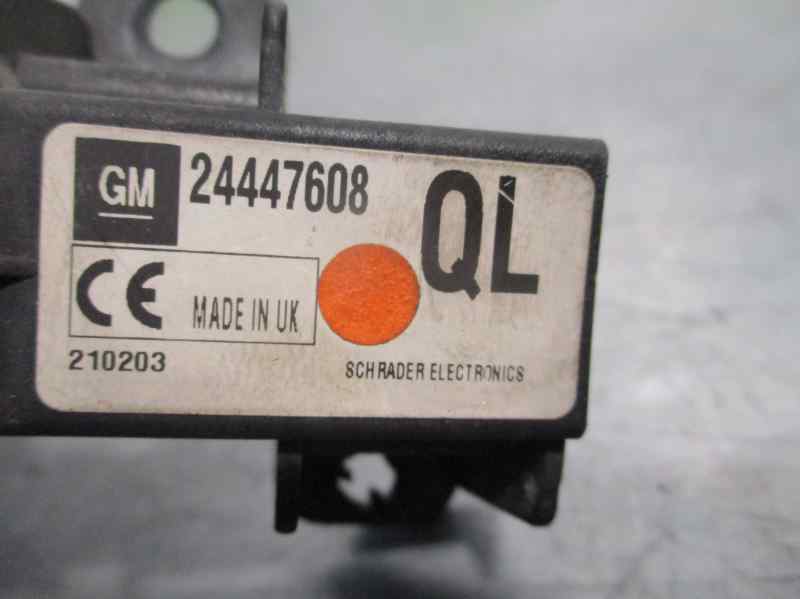 GM 24447608 QL
CE MADE IN UK
210203 SCHRADER ELECTRONICS